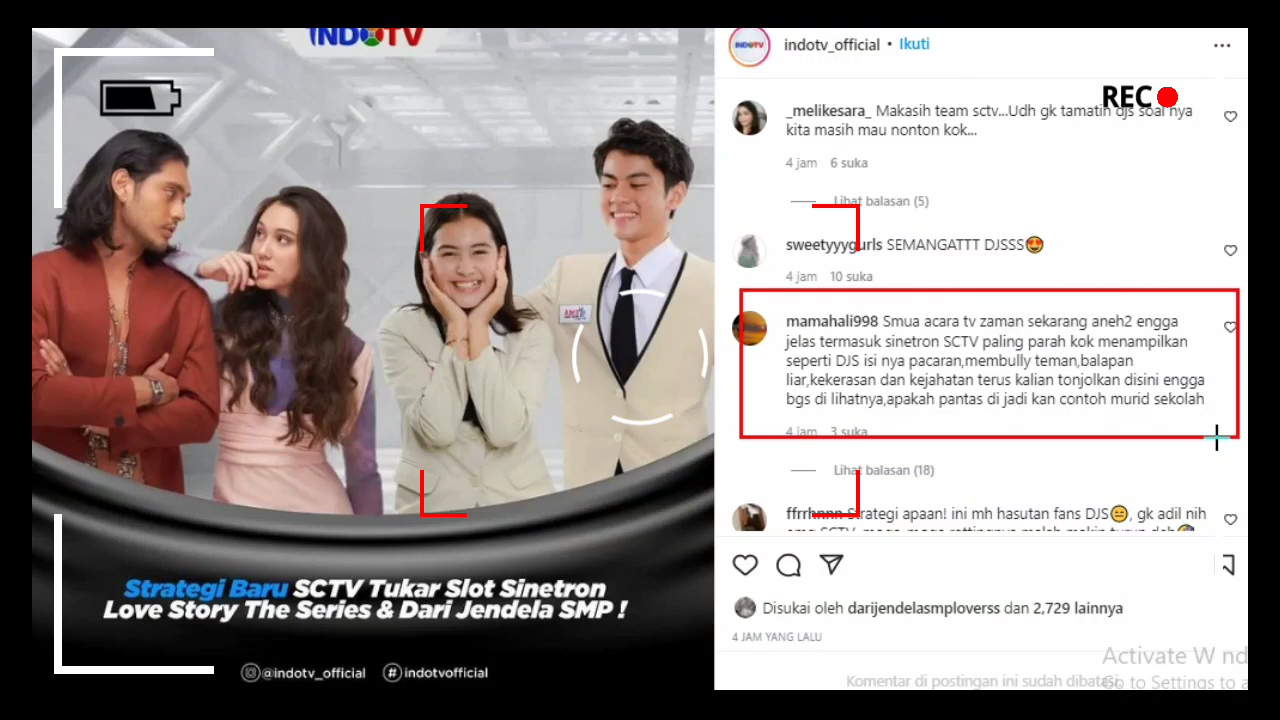 INDOTV
Strategi Baru SCTV Tukar Slot Sinetron
Love Story The Series & Dari Jendela SMP !
@indotv_official # indotvofficial
INDOTV
indotv_official • Ikuti
REC
_melikesara_ Makasih team sctv...Udh gk tamatin djs soal nya
kita masih mau nonton kok...
4 jam 6 suka
Lihat balasan (5)
sweetyyygurls SEMANGATTT DJSSS😍
4 jam 10 suka
mamahali998 Smua acara tv zaman sekarang aneh2 engga
jelas termasuk sinetron SCTV paling parah kok menampilkan
seperti DJS isi nya pacaran,membully teman,balapan
liar,kekerasan dan kejahatan terus kalian tonjolkan disini engga
bgs di lihatnya,apakah pantas di jadi kan contoh murid sekolah
4 jam 3 suka
Lihat balasan (18)
ffrrhnnn Strategi apaan! ini mh hasutan fans DJS😑, gk adil nih
Disukai oleh darijendelasmploverss dan 2,729 lainnya
4 JAM YANG LALU
Activate W nd
Komentar di postingan ini sudah dibatasi.
Go to Settings to a